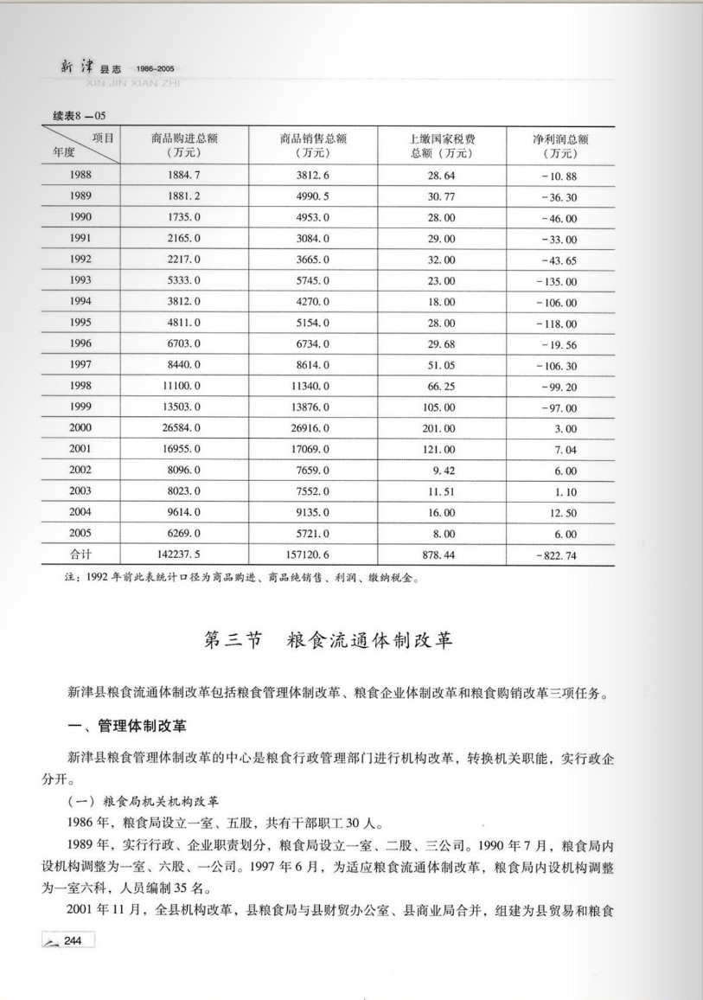 新津 县志 1986-2005
XIN JIN XIAN ZHI
续表8—05
项目 年度 商品购进总额（万元） 商品销售总额（万元） 上缴国家税费总额（万元） 净利润总额（万元）
1988 1884.7 3812.6 28.64 -10.88
1989 1881.2 4990.5 30.77 -36.30
1990 1735.0 4953.0 28.00 -46.00
1991 2165.0 3084.0 29.00 -33.00
1992 2217.0 3665.0 32.00 -43.65
1993 5333.0 5745.0 23.00 -135.00
1994 3812.0 4270.0 18.00 -106.00
1995 4811.0 5154.0 28.00 -118.00
1996 6703.0 6734.0 29.68 -19.56
1997 8440.0 8614.0 51.05 -106.30
1998 11100.0 11340.0 66.25 -99.20
1999 13503.0 13876.0 105.00 -97.00
2000 26584.0 26916.0 201.00 3.00
2001 16955.0 17069.0 121.00 7.04
2002 8096.0 7659.0 9.42 6.00
2003 8023.0 7552.0 11.51 1.10
2004 9614.0 9135.0 16.00 12.50
2005 6269.0 5721.0 8.00 6.00
合计 142237.5 157120.6 878.44 -822.74
注：1992年前此表统计口径为商品购进、商品纯销售、利润、缴纳税金。
第三节 粮食流通体制改革
新津县粮食流通体制改革包括粮食管理体制改革、粮食企业体制改革和粮食购销改革三项任务。
一、管理体制改革
新津县粮食管理体制改革的中心是粮食行政管理部门进行机构改革，转换机关职能，实行政企
分开。
（一）粮食局机关机构改革
1986年，粮食局设立一室、五股，共有干部职工30人。
1989年，实行行政、企业职责划分，粮食局设立一室、二股、三公司。1990年7月，粮食局内
设机构调整为一室、六股、一公司。1997年6月，为适应粮食流通体制改革，粮食局内设机构调整
为一室六科，人员编制35名。
2001年11月，全县机构改革，县粮食局与县财贸办公室、县商业局合并，组建为县贸易和粮食
244